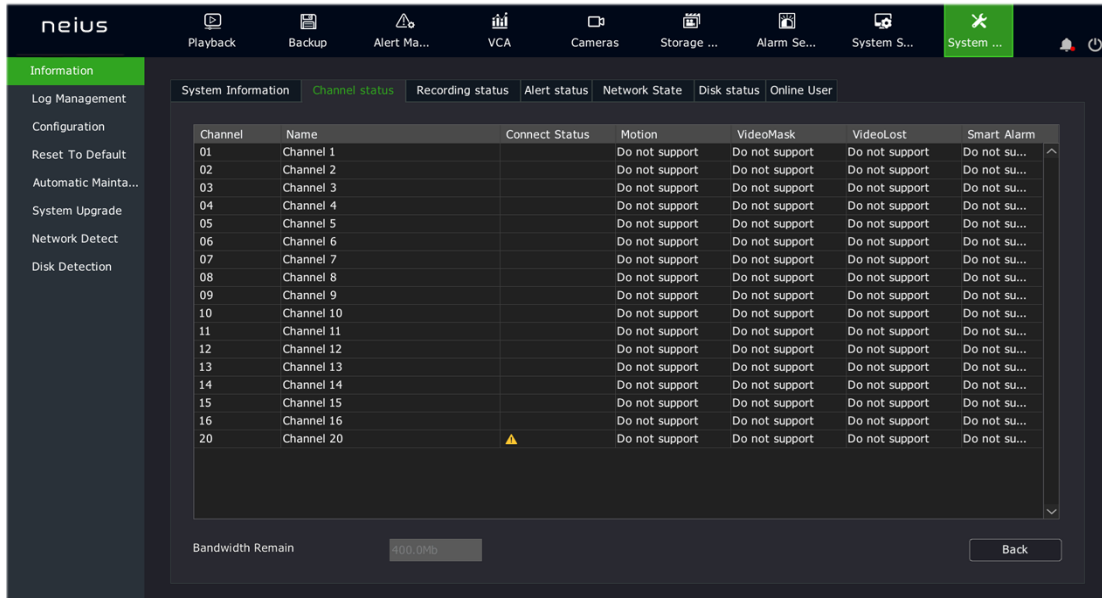 neius
Playback Backup Alert Ma... VCA Cameras Storage ... Alarm Se... System S... System ...
Information
Log Management
Configuration
Reset To Default
Automatic Mainta...
System Upgrade
Network Detect
Disk Detection
System Information Channel status Recording status Alert status Network State Disk status Online User
Channel Name Connect Status Motion VideoMask VideoLost Smart Alarm
01 Channel 1 Do not support Do not support Do not support Do not su...
02 Channel 2 Do not support Do not support Do not support Do not su...
03 Channel 3 Do not support Do not support Do not support Do not su...
04 Channel 4 Do not support Do not support Do not support Do not su...
05 Channel 5 Do not support Do not support Do not support Do not su...
06 Channel 6 Do not support Do not support Do not support Do not su...
07 Channel 7 Do not support Do not support Do not support Do not su...
08 Channel 8 Do not support Do not support Do not support Do not su...
09 Channel 9 Do not support Do not support Do not support Do not su...
10 Channel 10 Do not support Do not support Do not support Do not su...
11 Channel 11 Do not support Do not support Do not support Do not su...
12 Channel 12 Do not support Do not support Do not support Do not su...
13 Channel 13 Do not support Do not support Do not support Do not su...
14 Channel 14 Do not support Do not support Do not support Do not su...
15 Channel 15 Do not support Do not support Do not support Do not su...
16 Channel 16 Do not support Do not support Do not support Do not su...
20 Channel 20 Do not support Do not support Do not support Do not su...
Bandwidth Remain 400.0Mb Back